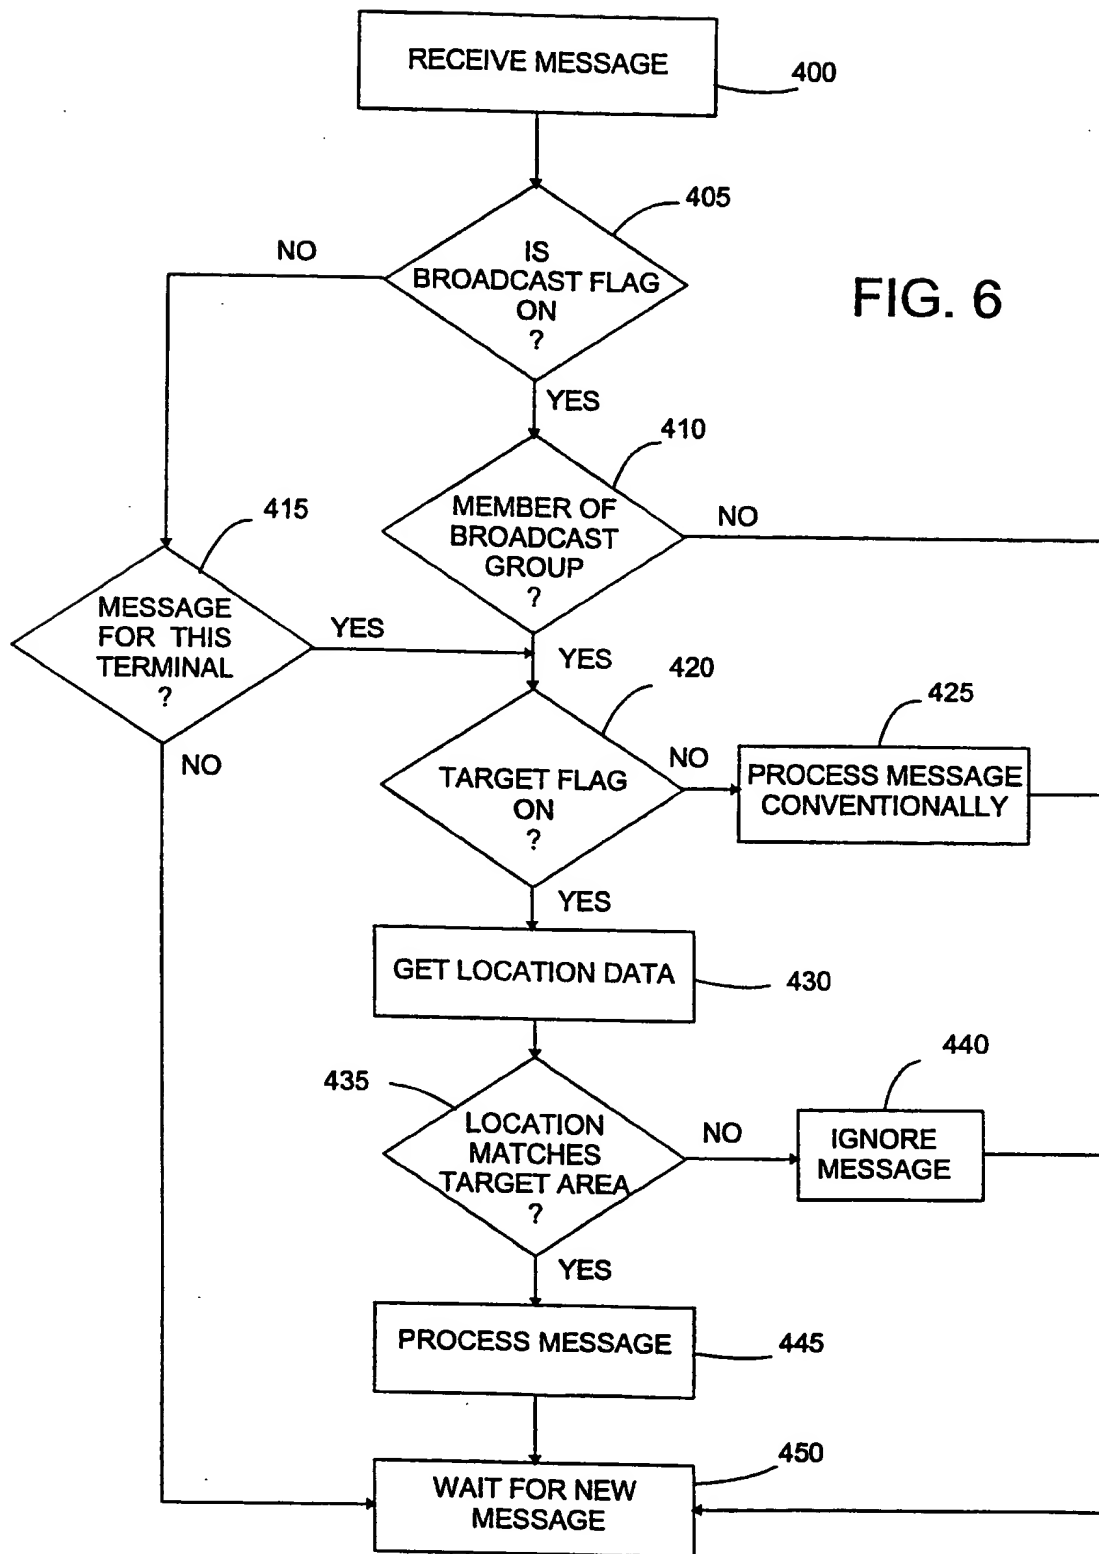 RECEIVE MESSAGE
400
405
NO
IS
BROADCAST FLAG
ON
?
FIG. 6
YES
410
MEMBER OF
BROADCAST
GROUP
?
NO
415
MESSAGE
FOR THIS
TERMINAL
?
YES
YES
NO
420
TARGET FLAG
ON
?
NO
425
PROCESS MESSAGE
CONVENTIONALLY
YES
GET LOCATION DATA
430
435
LOCATION
MATCHES
TARGET AREA
?
NO
440
IGNORE
MESSAGE
YES
PROCESS MESSAGE
445
450
WAIT FOR NEW
MESSAGE